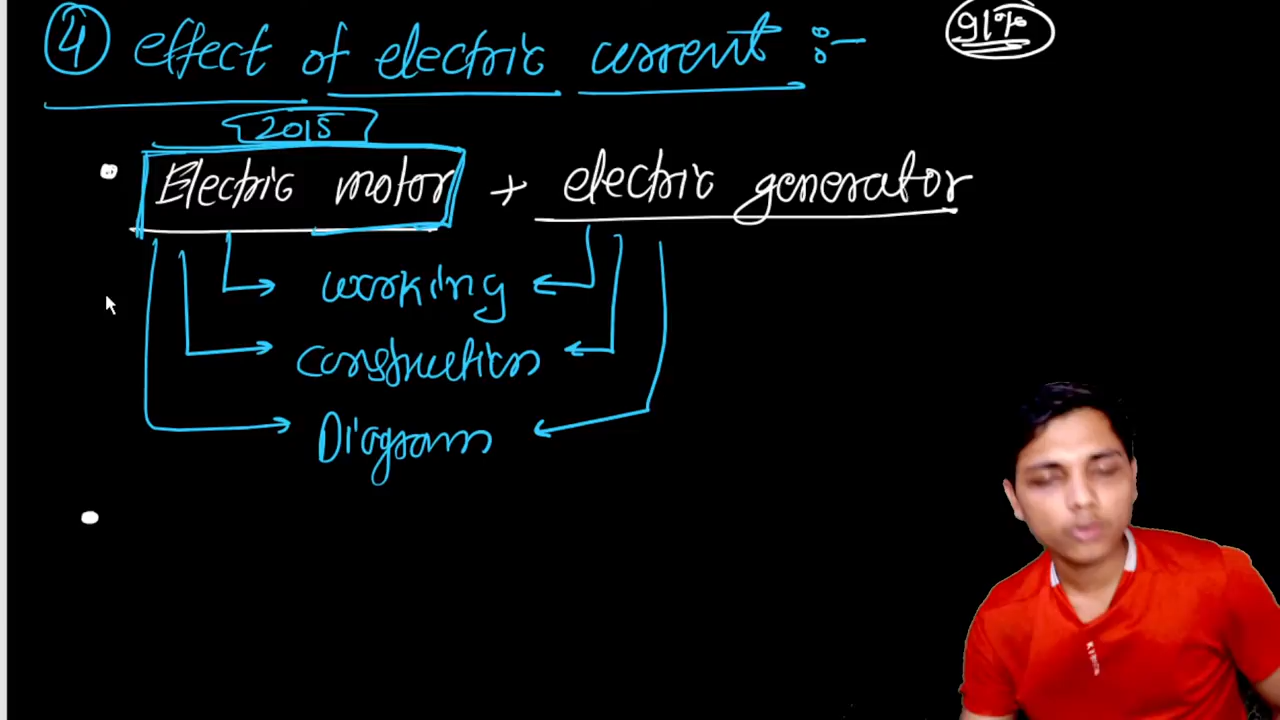 ④ effect of electric current :-
91%
2015
• Electric motor + electric generator
working
construction
Diagram
•